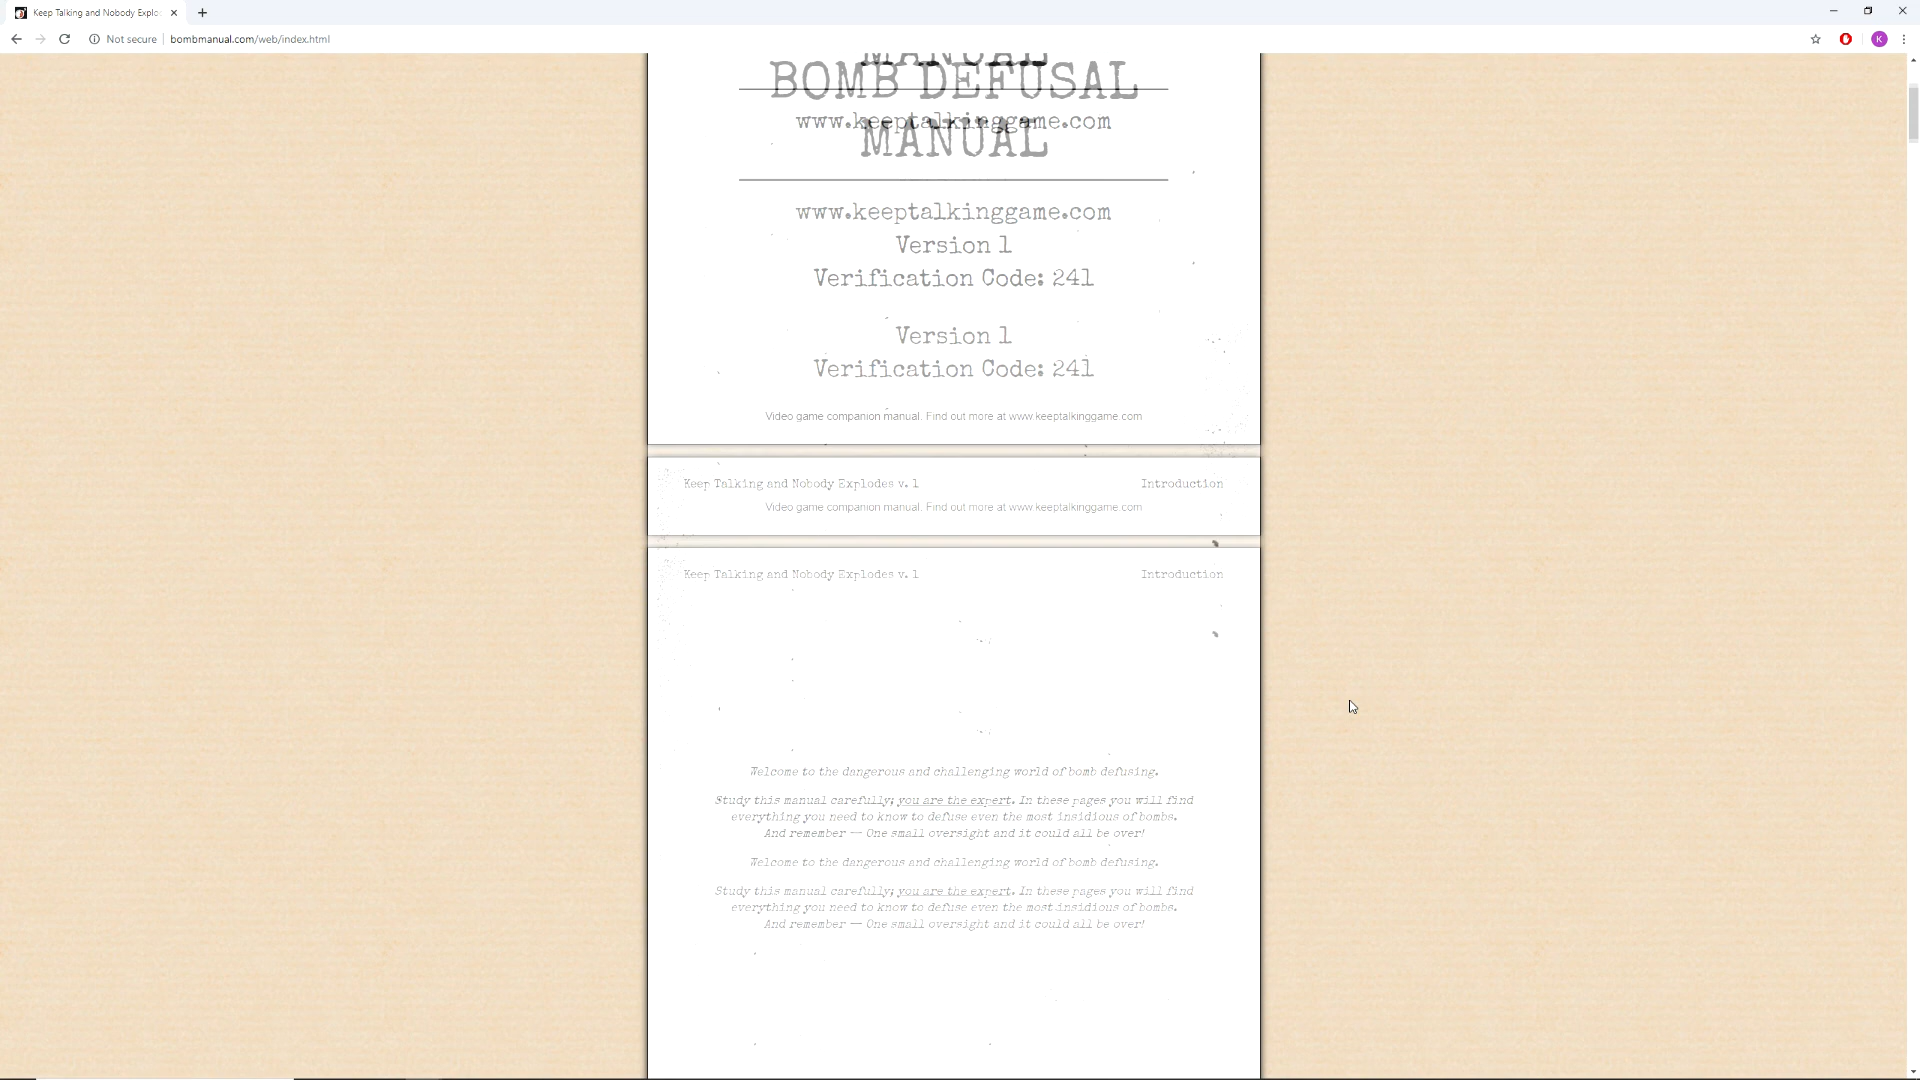 Keep Talking and Nobody Explo
Not secure
bombmanual.com/web/index.html
K
MANUAL
BOMB DEFUSAL
www.keeptalkinggame.com
MANUAL
www.keeptalkinggame.com
Version 1
Verification Code: 241
Version 1
Verification Code: 241
Video game companion manual. Find out more at www.keeptalkinggame.com
Keep Talking and Nobody Explodes v. 1 Introduction
Video game companion manual. Find out more at www.keeptalkinggame.com
Keep Talking and Nobody Explodes v. 1 Introduction
Welcome to the dangerous and challenging world of bomb defusing.
Study this manual carefully; you are the expert. In these pages you will find
everything you need to know to defuse even the most insidious of bombs.
And remember — One small oversight and it could all be over!
Welcome to the dangerous and challenging world of bomb defusing.
Study this manual carefully; you are the expert. In these pages you will find
everything you need to know to defuse even the most insidious of bombs.
And remember — One small oversight and it could all be over!